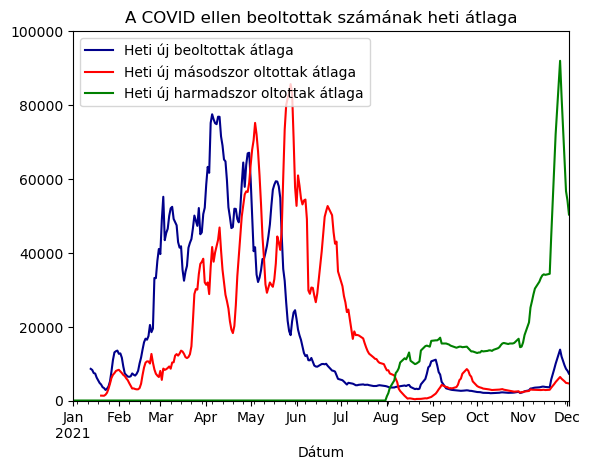 A COVID ellen beoltottak számának heti átlaga
Heti új beoltottak átlaga
Heti új másodszor oltottak átlaga
Heti új harmadszor oltottak átlaga
100000
80000
60000
40000
20000
0
Jan Feb Mar Apr May Jun Jul Aug Sep Oct Nov Dec
2021
Dátum